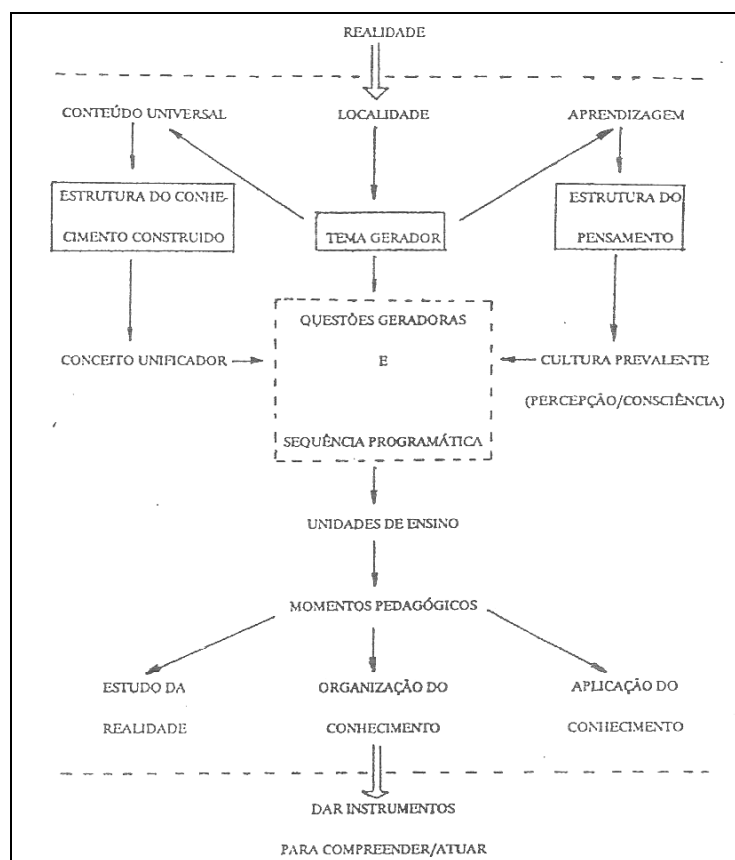 REALIDADE
CONTEÚDO UNIVERSAL
LOCALIDADE
APRENDIZAGEM
ESTRUTURA DO CONHE-
CIMENTO CONSTRUIDO
TEMA GERADOR
ESTRUTURA DO
PENSAMENTO
QUESTÕES GERADORAS
E
SEQUÊNCIA PROGRAMÁTICA
CONCEITO UNIFICADOR
CULTURA PREVALENTE
(PERCEPÇÃO/CONSCIÊNCIA)
UNIDADES DE ENSINO
MOMENTOS PEDAGÓGICOS
ESTUDO DA
REALIDADE
ORGANIZAÇÃO DO
CONHECIMENTO
APLICAÇÃO DO
CONHECIMENTO
DAR INSTRUMENTOS
PARA COMPREENDER/ATUAR